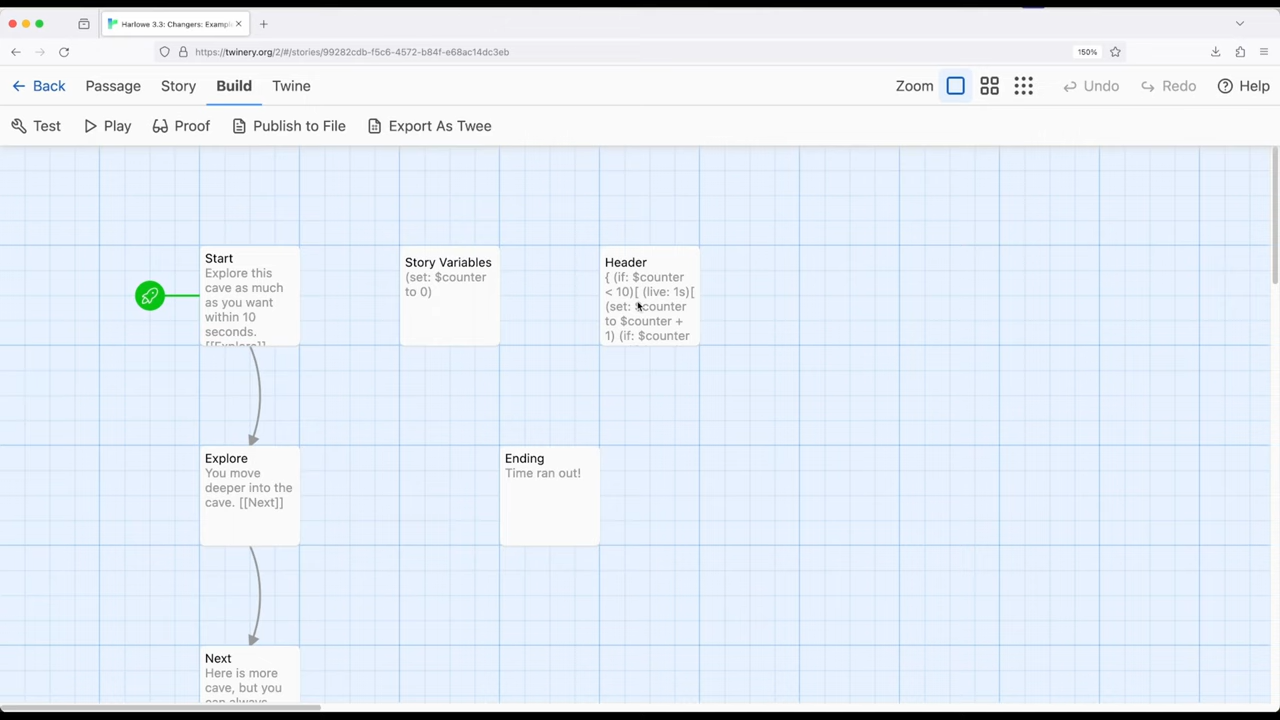 Harlowe 3.3: Changers: Exampl
https://twinery.org/2/#/stories/99282cdb-f5c6-4572-b84f-e68ac14dc3eb
150%
Back
Passage
Story
Build
Twine
Zoom
Undo
Redo
Help
Test
Play
Proof
Publish to File
Export As Twee
Start
Explore this
cave as much
as you want
within 10
seconds.
[[Explore]]
Story Variables
(set: $counter
to 0)
Header
{ (if: $counter
< 10)[ (live: 1s)[
(set: $counter
to $counter +
1) (if: $counter
Explore
You move
deeper into the
cave. [[Next]]
Ending
Time ran out!
Next
Here is more
cave, but you
can always